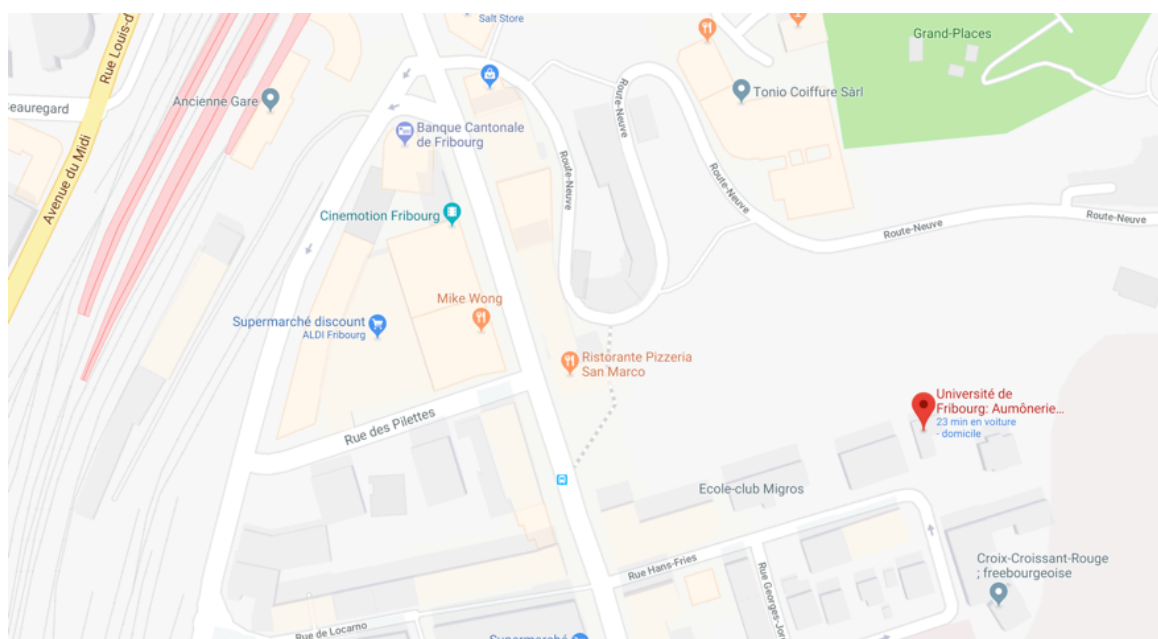 Salt Store
Rue Louis-d
Grand-Places
Beauregard
Ancienne Gare
Tonio Coiffure Sàrl
Route-Neuve
Banque Cantonale
de Fribourg
Avenue du Midi
Route-Neuve
Route-Neuve
Cinemotion Fribourg
Route-Neuve
Route-Neuve
Mike Wong
Supermarché discount
ALDI Fribourg
Ristorante Pizzeria
San Marco
Université de
Fribourg: Aumônerie...
23 min en voiture
- domicile
Rue des Pilettes
Ecole-club Migros
Rue Hans-Fries
Croix-Croissant-Rouge
; freebourgeoise
Rue Georges-Jor
Rue de Locarno
Supermarché